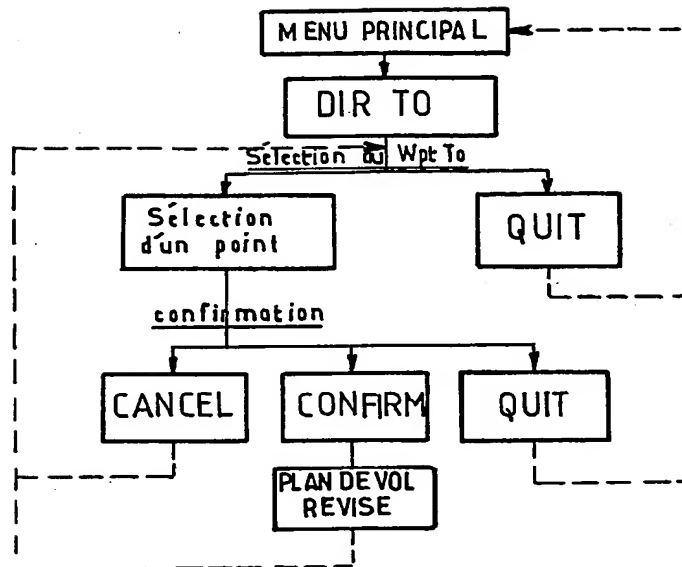 MENU PRINCIPAL
DIR TO
Sélection du Wpt To
Sélection
d'un point
QUIT
confirmation
CANCEL
CONFIRM
QUIT
PLAN DE VOL
REVISE